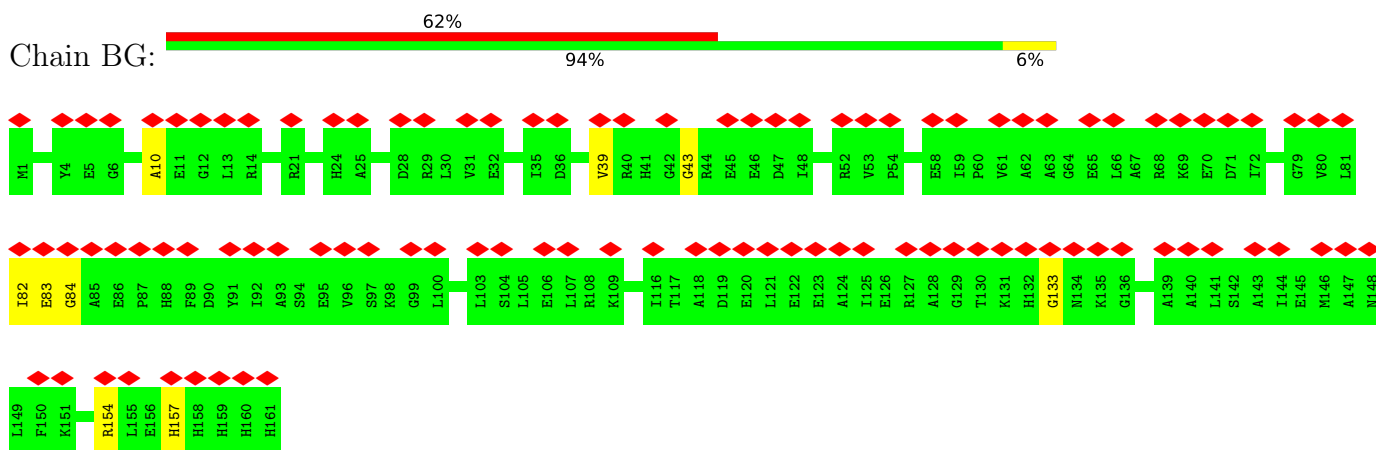 62%
Chain BG:
94% 6%
M1 Y4 E5 G6 A10 E11 G12 L13 R14 R21 H24 A25 D28 R29 L30 V31 E32 I35 D36 V39 R40 H41 G42 G43 R44 E45 E46 D47 I48 R52 V53 P54 E58 I59 P60 V61 A62 A63 G64 E65 L66 A67 R68 K69 E70 D71 I72 G79 V80 L81
I82 E83 G84 A85 E86 P87 H88 F89 D90 Y91 I92 A93 S94 E95 V96 S97 K98 G99 L100 L103 S104 L105 E106 L107 R108 K109 I116 T117 A118 D119 E120 L121 E122 E123 A124 I125 E126 R127 A128 G129 T130 K131 H132 G133 N134 K135 G136 A139 A140 L141 S142 A143 I144 E145 M146 A147 N148
L149 F150 K151 R154 L155 E156 H157 H158 H159 H160 H161